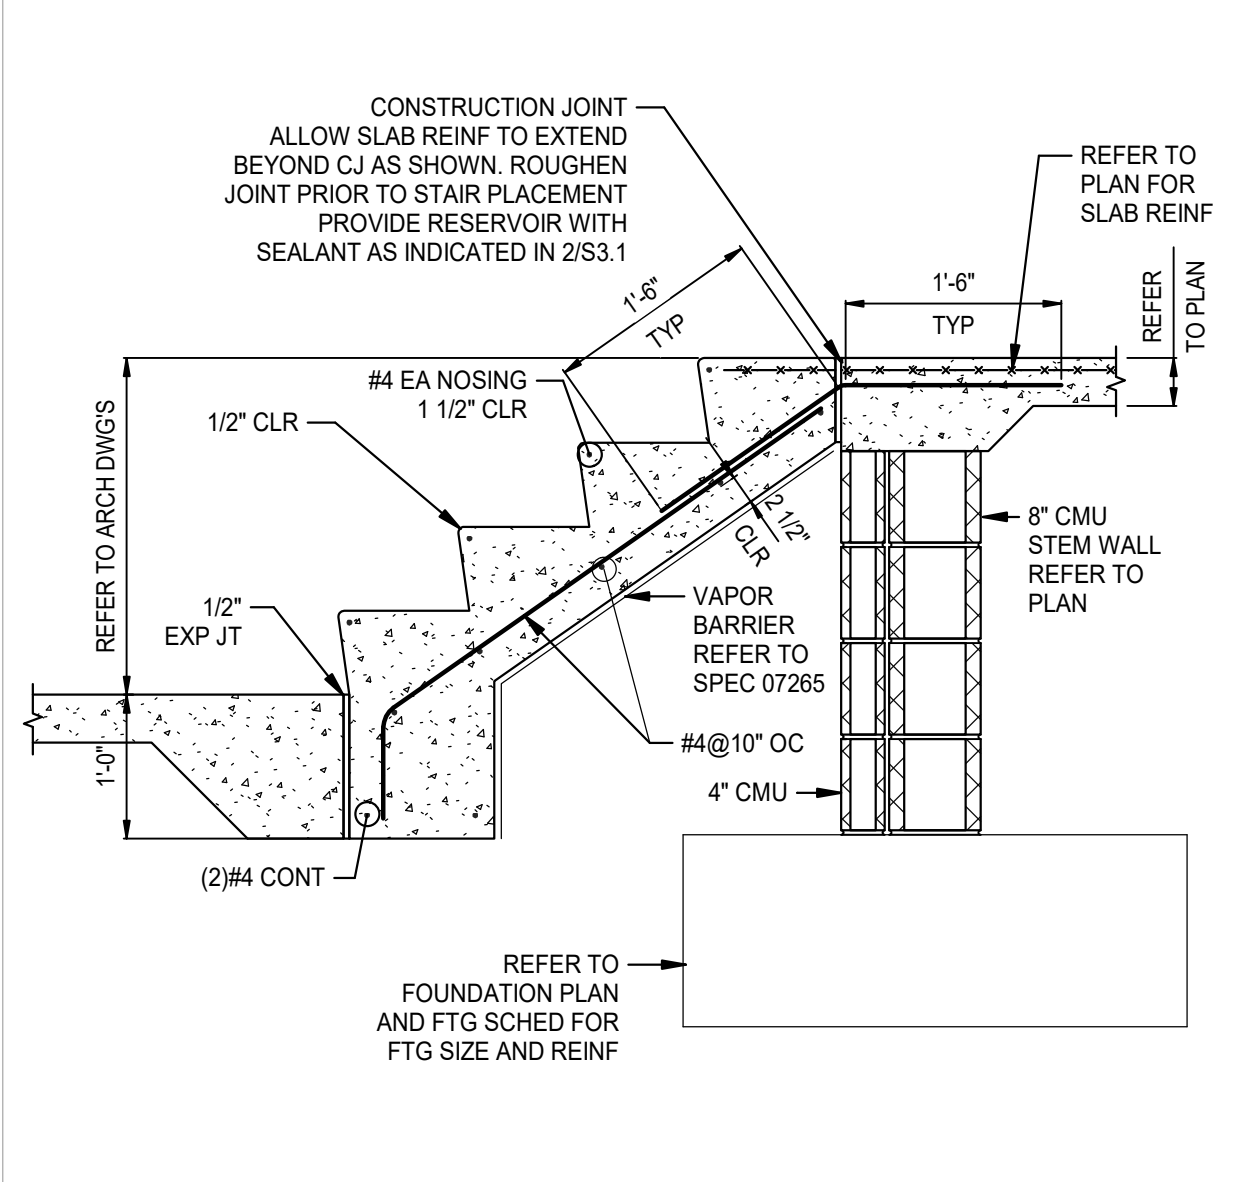 CONSTRUCTION JOINT
ALLOW SLAB REINF TO EXTEND
BEYOND CJ AS SHOWN. ROUGHEN
JOINT PRIOR TO STAIR PLACEMENT
PROVIDE RESERVOIR WITH
SEALANT AS INDICATED IN 2/S3.1
REFER TO
PLAN FOR
SLAB REINF
1'-6"
TYP
1'-6"
TYP
REFER
TO PLAN
#4 EA NOSING
1 1/2" CLR
1/2" CLR
REFER TO ARCH DWG'S
2 1/2"
CLR
8" CMU
STEM WALL
REFER TO
PLAN
1/2"
EXP JT
VAPOR
BARRIER
REFER TO
SPEC 07265
1'-0"
#4@10" OC
4" CMU
(2)#4 CONT
REFER TO
FOUNDATION PLAN
AND FTG SCHED FOR
FTG SIZE AND REINF